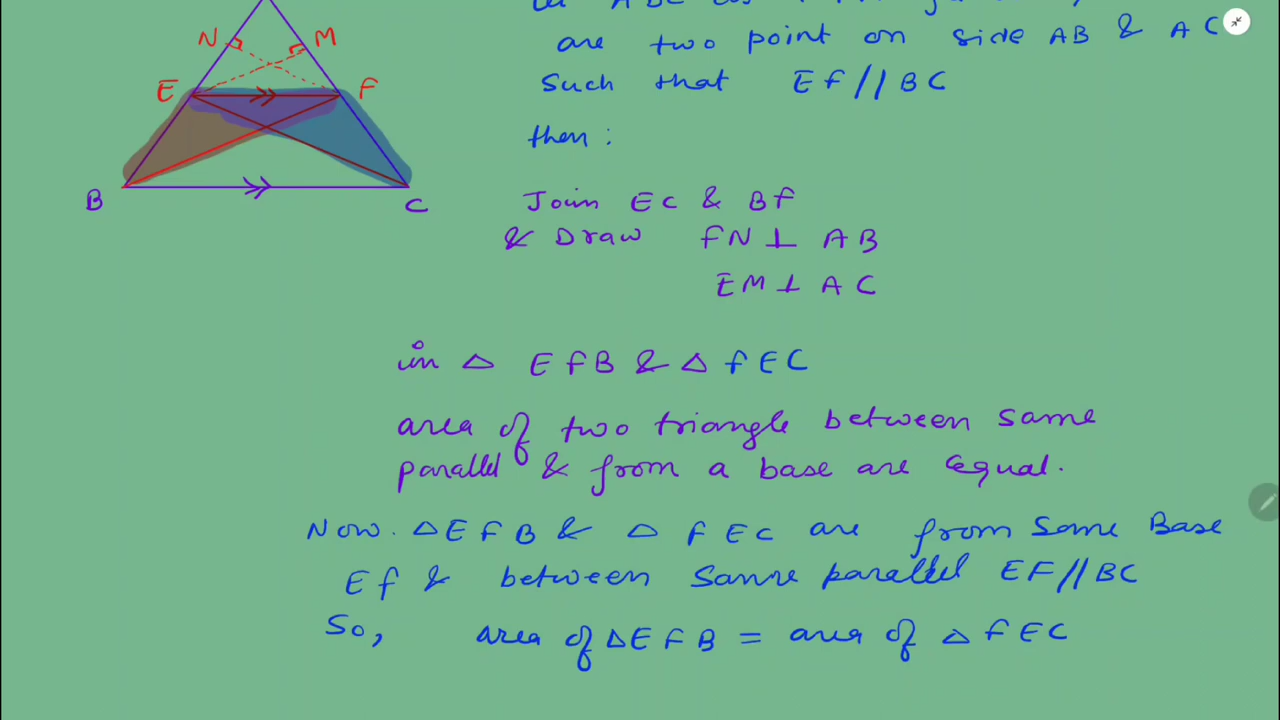 are two point on side AB & AC
Such that EF//BC
then:
Join EC & BF
& Draw FN ⊥ AB
EM ⊥ AC
in △ EFB & △ FEC
area of two triangle between same
parallel & from a base are equal.
Now. △EFB & △ FEC are from same Base
EF & between same parallel EF//BC
So, area of △EFB = area of △ FEC
N
M
E
F
B
C